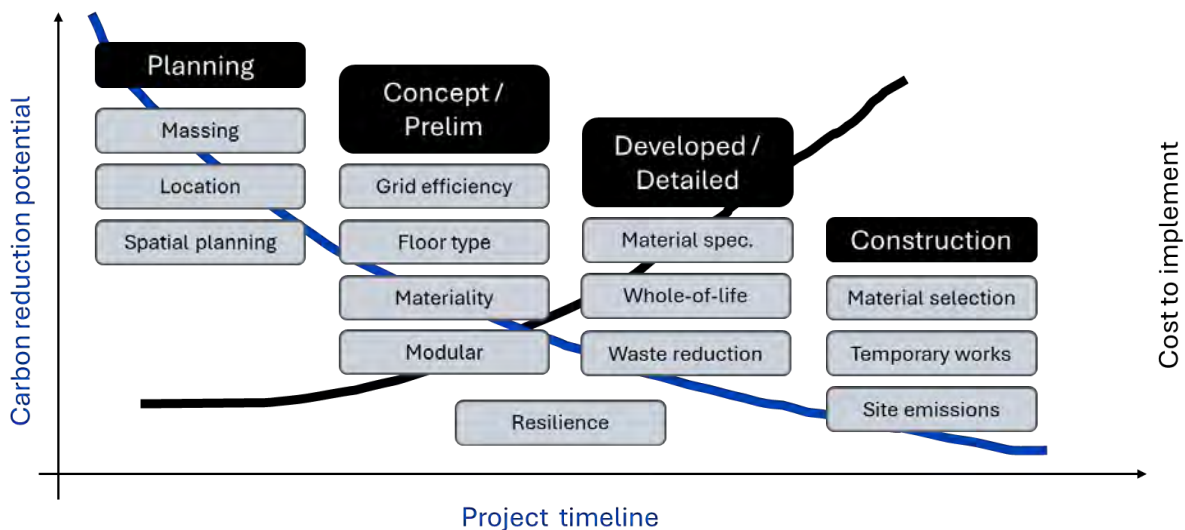 Carbon reduction potential
Planning
Massing
Location
Spatial planning
Concept /
Prelim
Grid efficiency
Floor type
Materiality
Modular
Resilience
Developed /
Detailed
Material spec.
Whole-of-life
Waste reduction
Construction
Material selection
Temporary works
Site emissions
Cost to implement
Project timeline